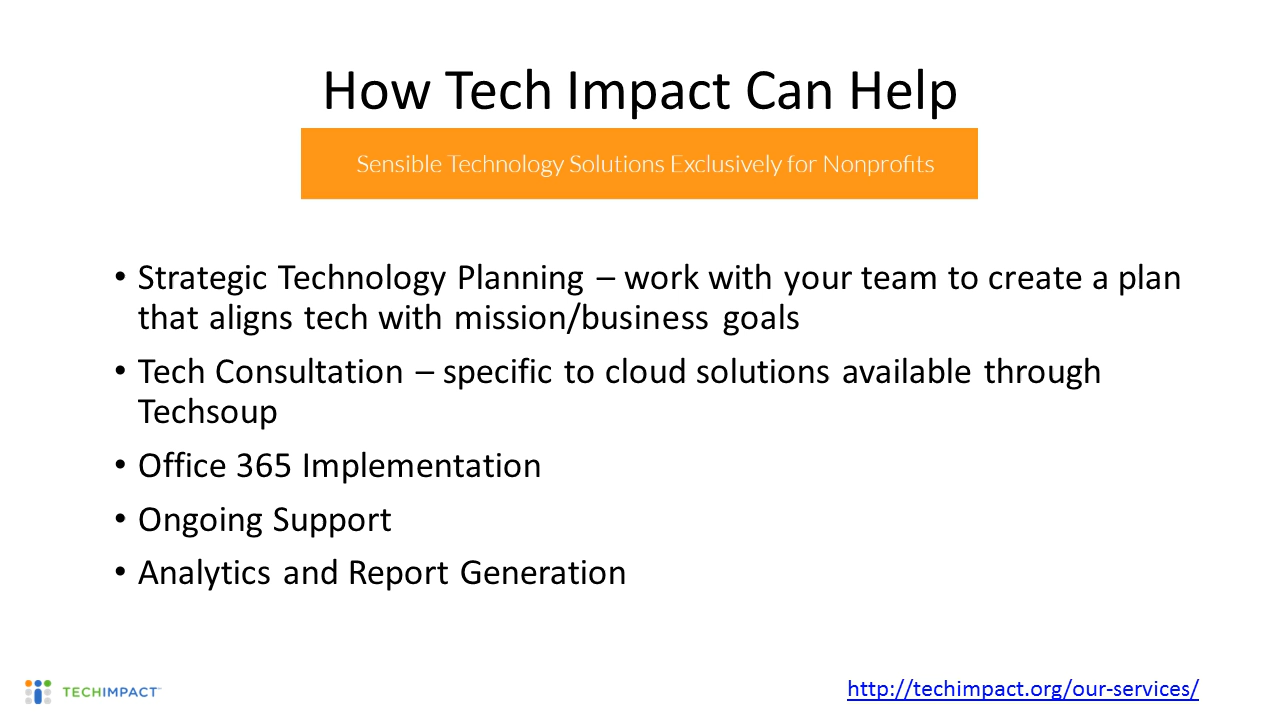 How Tech Impact Can Help
Sensible Technology Solutions Exclusively for Nonprofits
• Strategic Technology Planning – work with your team to create a plan
that aligns tech with mission/business goals
• Tech Consultation – specific to cloud solutions available through
Techsoup
• Office 365 Implementation
• Ongoing Support
• Analytics and Report Generation
TECHIMPACT™
http://techimpact.org/our-services/